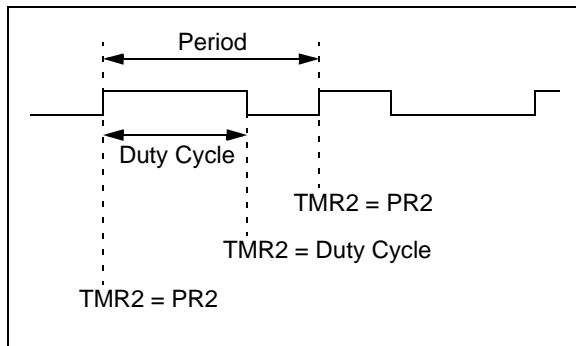 Period
Duty Cycle
TMR2 = PR2
TMR2 = Duty Cycle
TMR2 = PR2